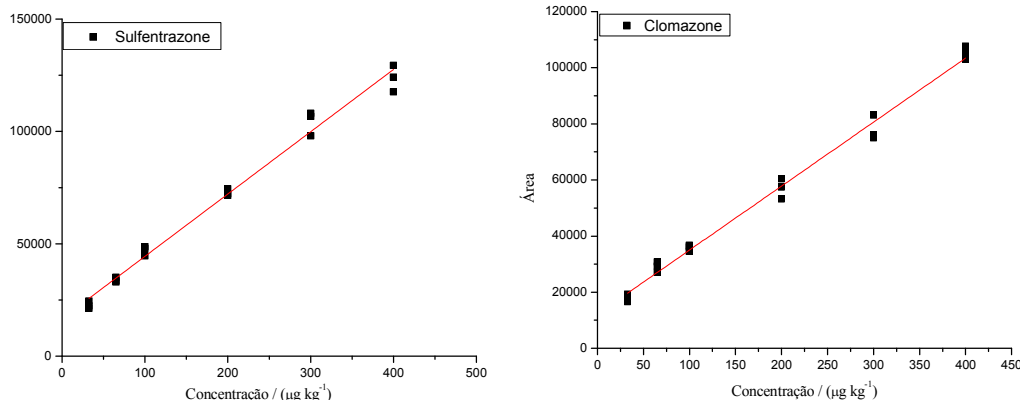 150000
100000
50000
0
0 100 200 300 400 500
Sulfentrazone
Concentração / (µg kg⁻¹)
120000
100000
80000
60000
40000
20000
0
0 50 100 150 200 250 300 350 400 450
Clomazone
Área
Concentração / (µg kg⁻¹)